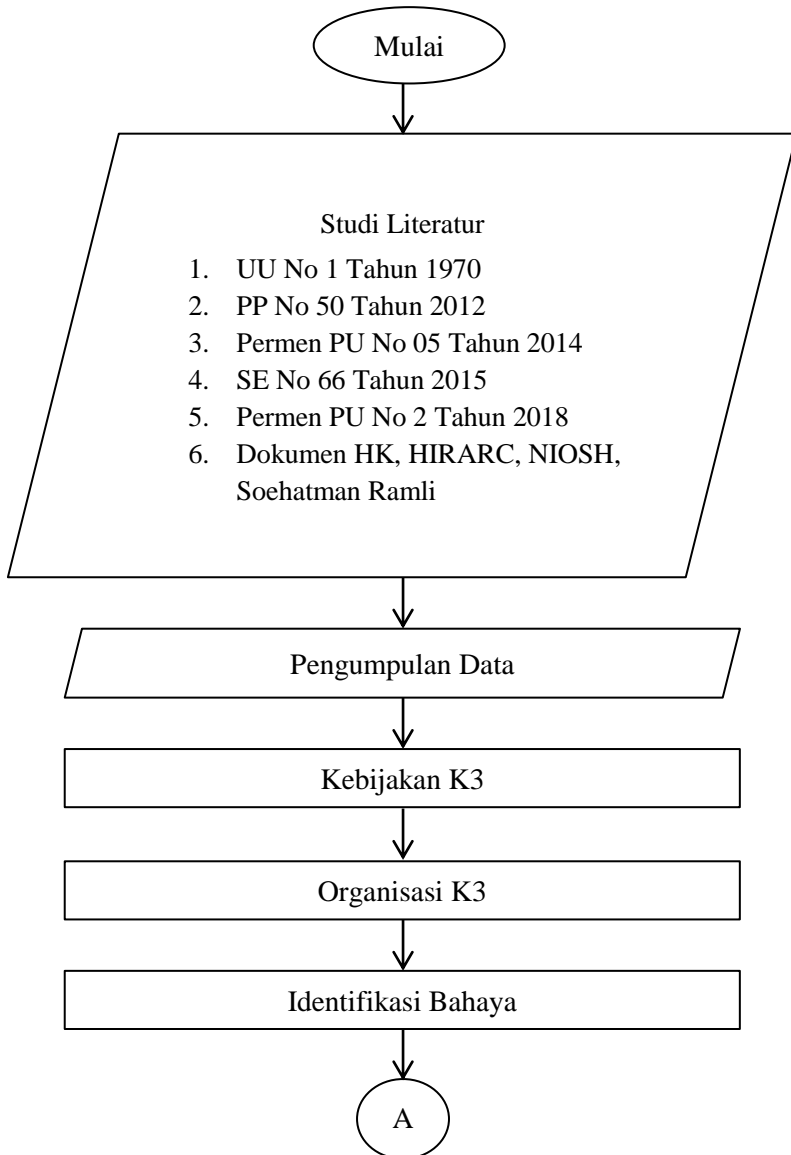 Mulai
Studi Literatur
1. UU No 1 Tahun 1970
2. PP No 50 Tahun 2012
3. Permen PU No 05 Tahun 2014
4. SE No 66 Tahun 2015
5. Permen PU No 2 Tahun 2018
6. Dokumen HK, HIRARC, NIOSH,
Soehatman Ramli
Pengumpulan Data
Kebijakan K3
Organisasi K3
Identifikasi Bahaya
A